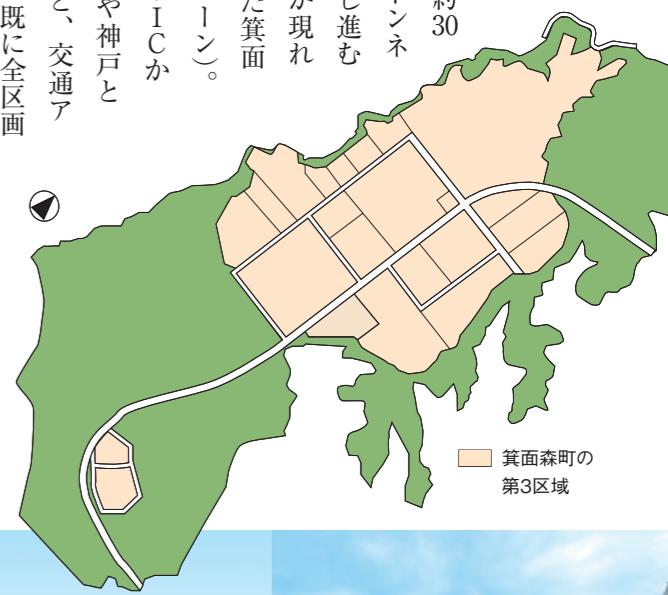 約30
トンネ
し進む
が現れ
た箕面
ーン)。
ICか
や神戸と
と、交通ア
既に全区画
箕面森町の
第3区域